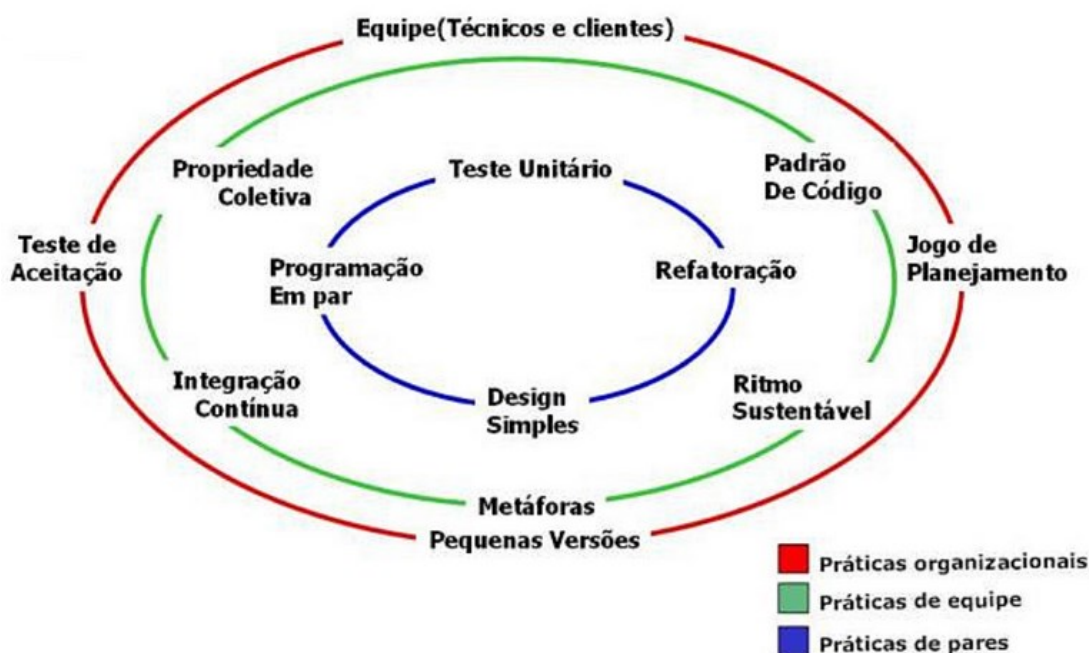 Equipe(Técnicos e clientes)
Propriedade
Coletiva
Teste Unitário
Padrão
De Código
Teste de
Aceitação
Programação
Em par
Refatoração
Jogo de
Planejamento
Integração
Contínua
Design
Simples
Ritmo
Sustentável
Metáforas
Pequenas Versões
Práticas organizacionais
Práticas de equipe
Práticas de pares